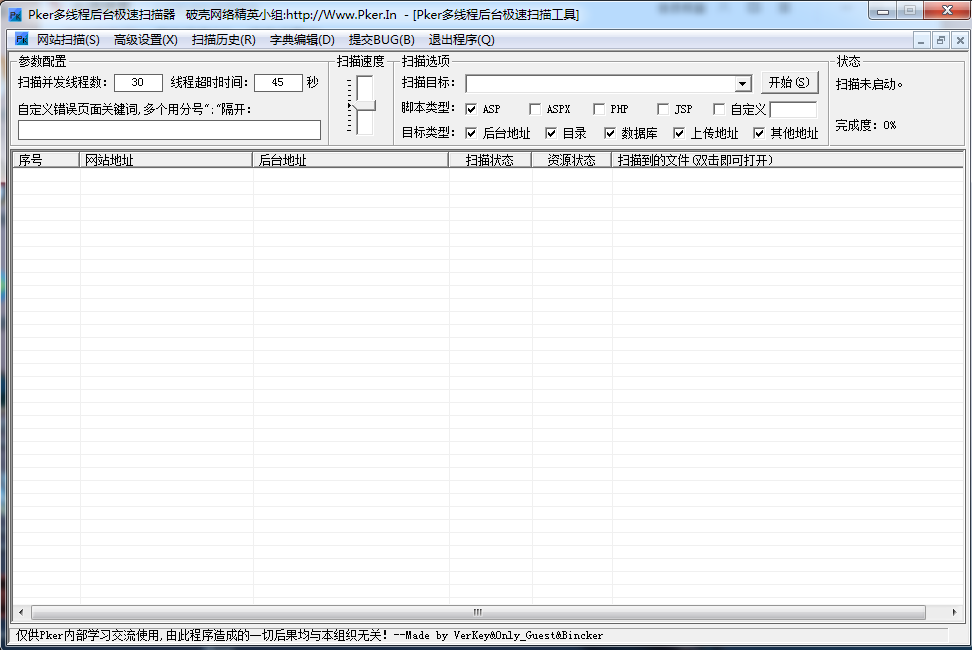 Pker多线程后台极速扫描器 破壳网络精英小组:http://Www.Pker.In - [Pker多线程后台极速扫描工具]
网站扫描(S) 高级设置(X) 扫描历史(R) 字典编辑(D) 提交BUG(B) 退出程序(Q)
参数配置 扫描速度 扫描选项 状态
扫描并发线程数: 30 线程超时时间: 45 秒 扫描目标: 开始(S) 扫描未启动。
自定义错误页面关键词,多个用分号“;”隔开: 脚本类型: ASP ASPX PHP JSP 自定义
完成度: 0%
目标类型: 后台地址 目录 数据库 上传地址 其他地址
序号 网站地址 后台地址 扫描状态 资源状态 扫描到的文件(双击即可打开)
仅供Pker内部学习交流使用,由此程序造成的一切后果均与本组织无关! --Made by VerKey&Only_Guest&Bincker